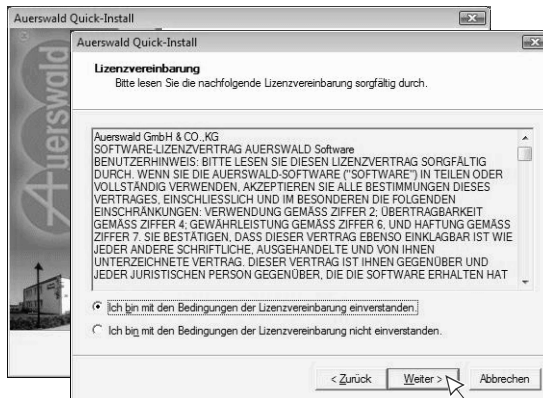 Auerswald Quick-Install
Auerswald
Auerswald Quick-Install
Lizenzvereinbarung
Bitte lesen Sie die nachfolgende Lizenzvereinbarung sorgfältig durch.
Auerswald GmbH & CO.,KG
SOFTWARE-LIZENZVERTRAG AUERSWALD Software
BENUTZERHINWEIS: BITTE LESEN SIE DIESEN LIZENZVERTRAG SORGFÄLTIG
DURCH. WENN SIE DIE AUERSWALD-SOFTWARE ("SOFTWARE") IN TEILEN ODER
VOLLSTÄNDIG VERWENDEN, AKZEPTIEREN SIE ALLE BESTIMMUNGEN DIESES
VERTRAGES, EINSCHLIESSLICH UND IM BESONDEREN DIE FOLGENDEN
EINSCHRÄNKUNGEN: VERWENDUNG GEMÄSS ZIFFER 2; ÜBERTRAGBARKEIT
GEMÄSS ZIFFER 4; GEWÄHRLEISTUNG GEMÄSS ZIFFER 6, UND HAFTUNG GEMÄSS
ZIFFER 7. SIE BESTÄTIGEN, DASS DIESER VERTRAG EBENSO EINKLAGBAR IST WIE
JEDER ANDERE SCHRIFTLICHE, AUSGEHANDELTE UND VON IHNEN
UNTERZEICHNETE VERTRAG. DIESER VERTRAG IST IHNEN GEGENÜBER UND
JEDER JURISTISCHEN PERSON GEGENÜBER, DIE DIE SOFTWARE ERHALTEN HAT
Ich bin mit den Bedingungen der Lizenzvereinbarung einverstanden.
Ich bin mit den Bedingungen der Lizenzvereinbarung nicht einverstanden.
< Zurück
Weiter >
Abbrechen